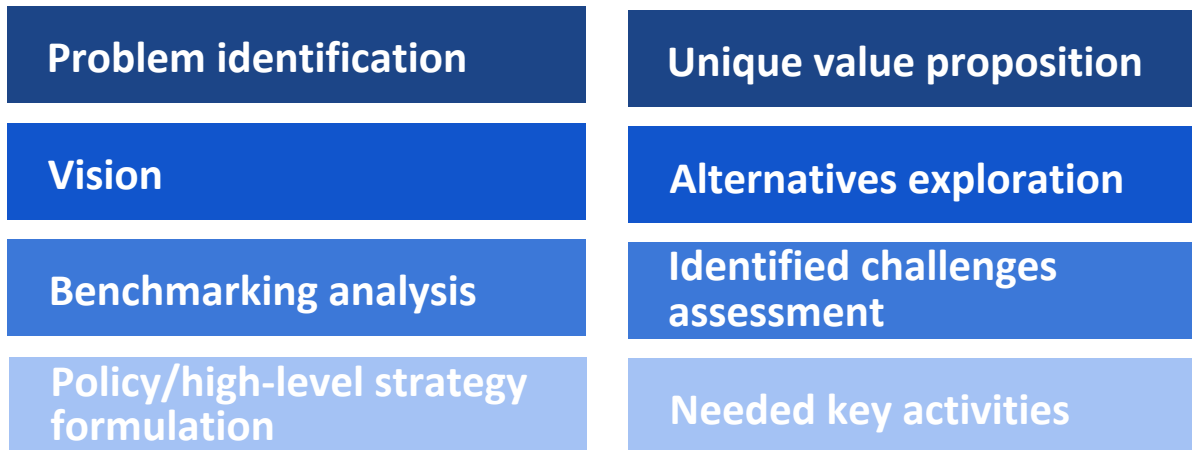 Problem identification
Vision
Benchmarking analysis
Policy/high-level strategy
formulation
Unique value proposition
Alternatives exploration
Identified challenges
assessment
Needed key activities